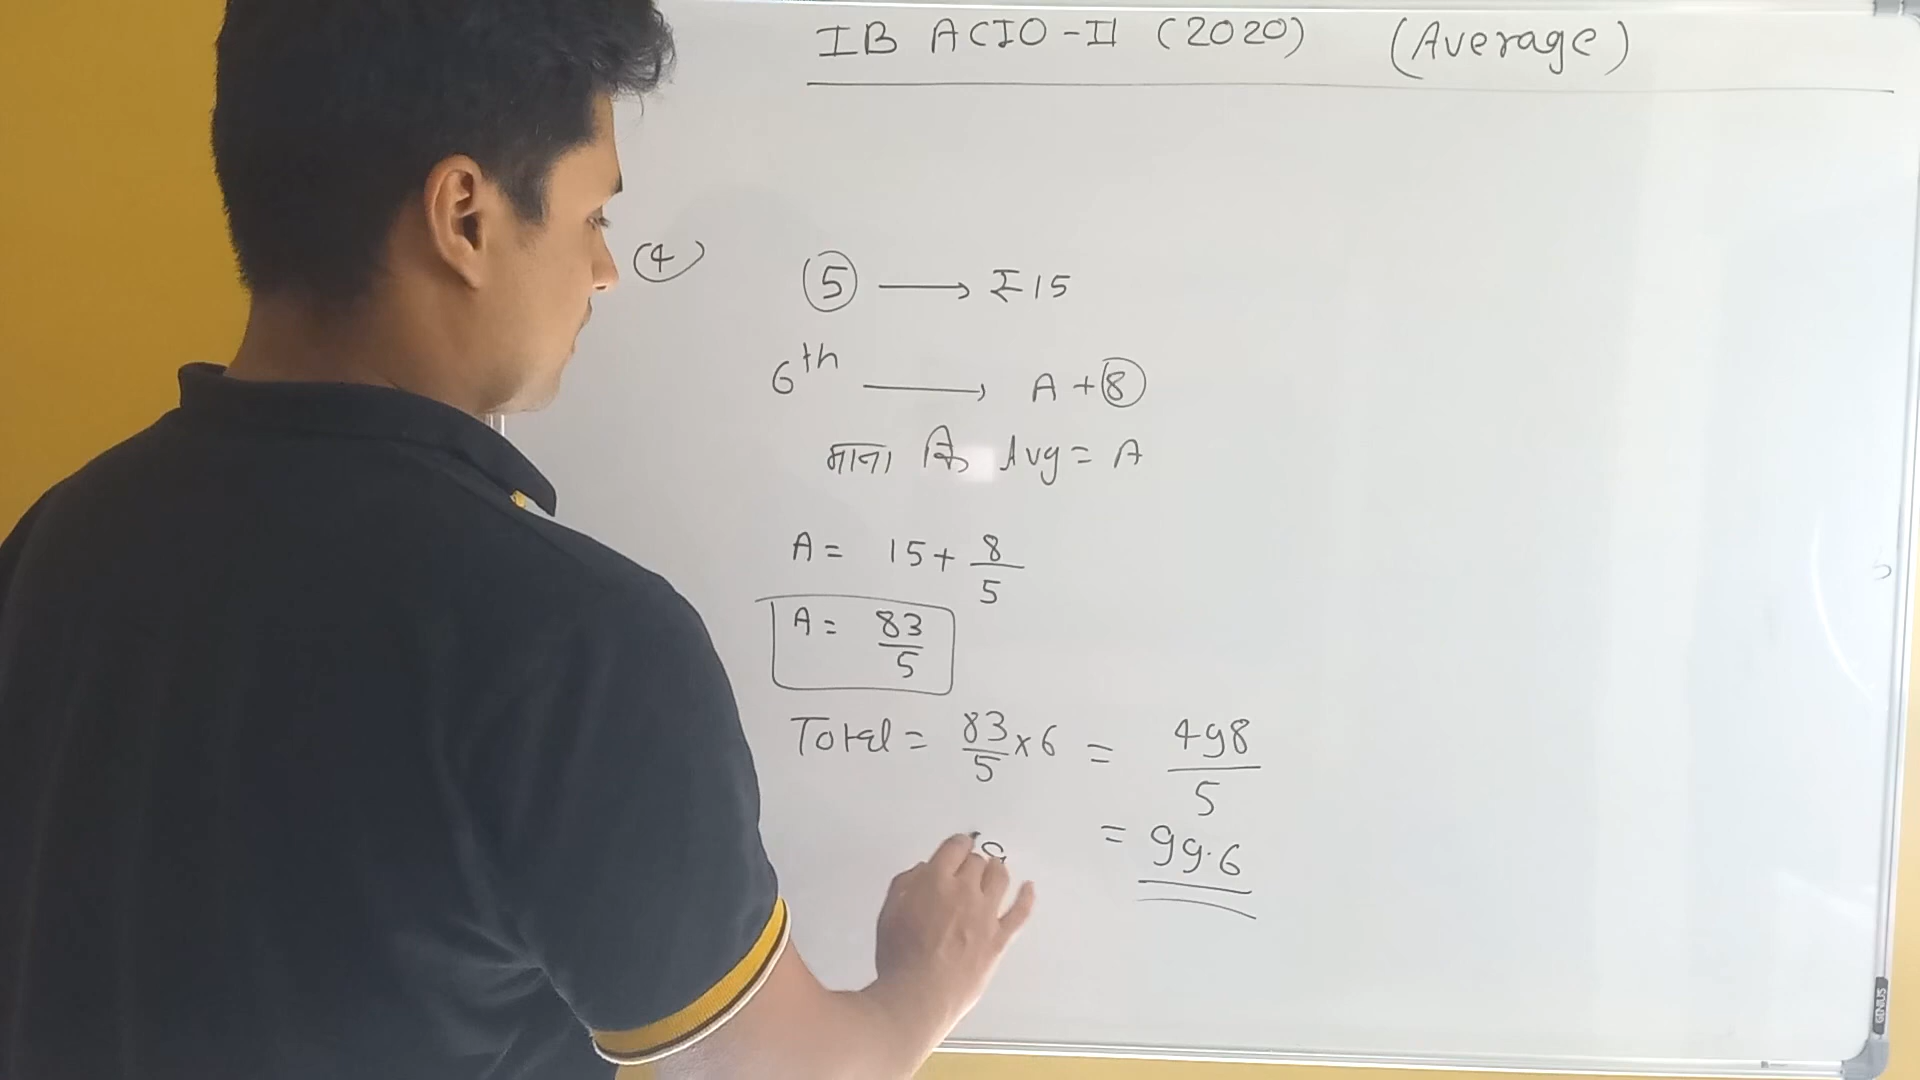 IB ACIO-II (2020) (Average)
4
5 → ₹15
6th → A + 8
माना कि Avg = A
A = 15 + 8/5
A = 83/5
Total = 83/5 x 6 = 498/5
= 99.6
GENIUS